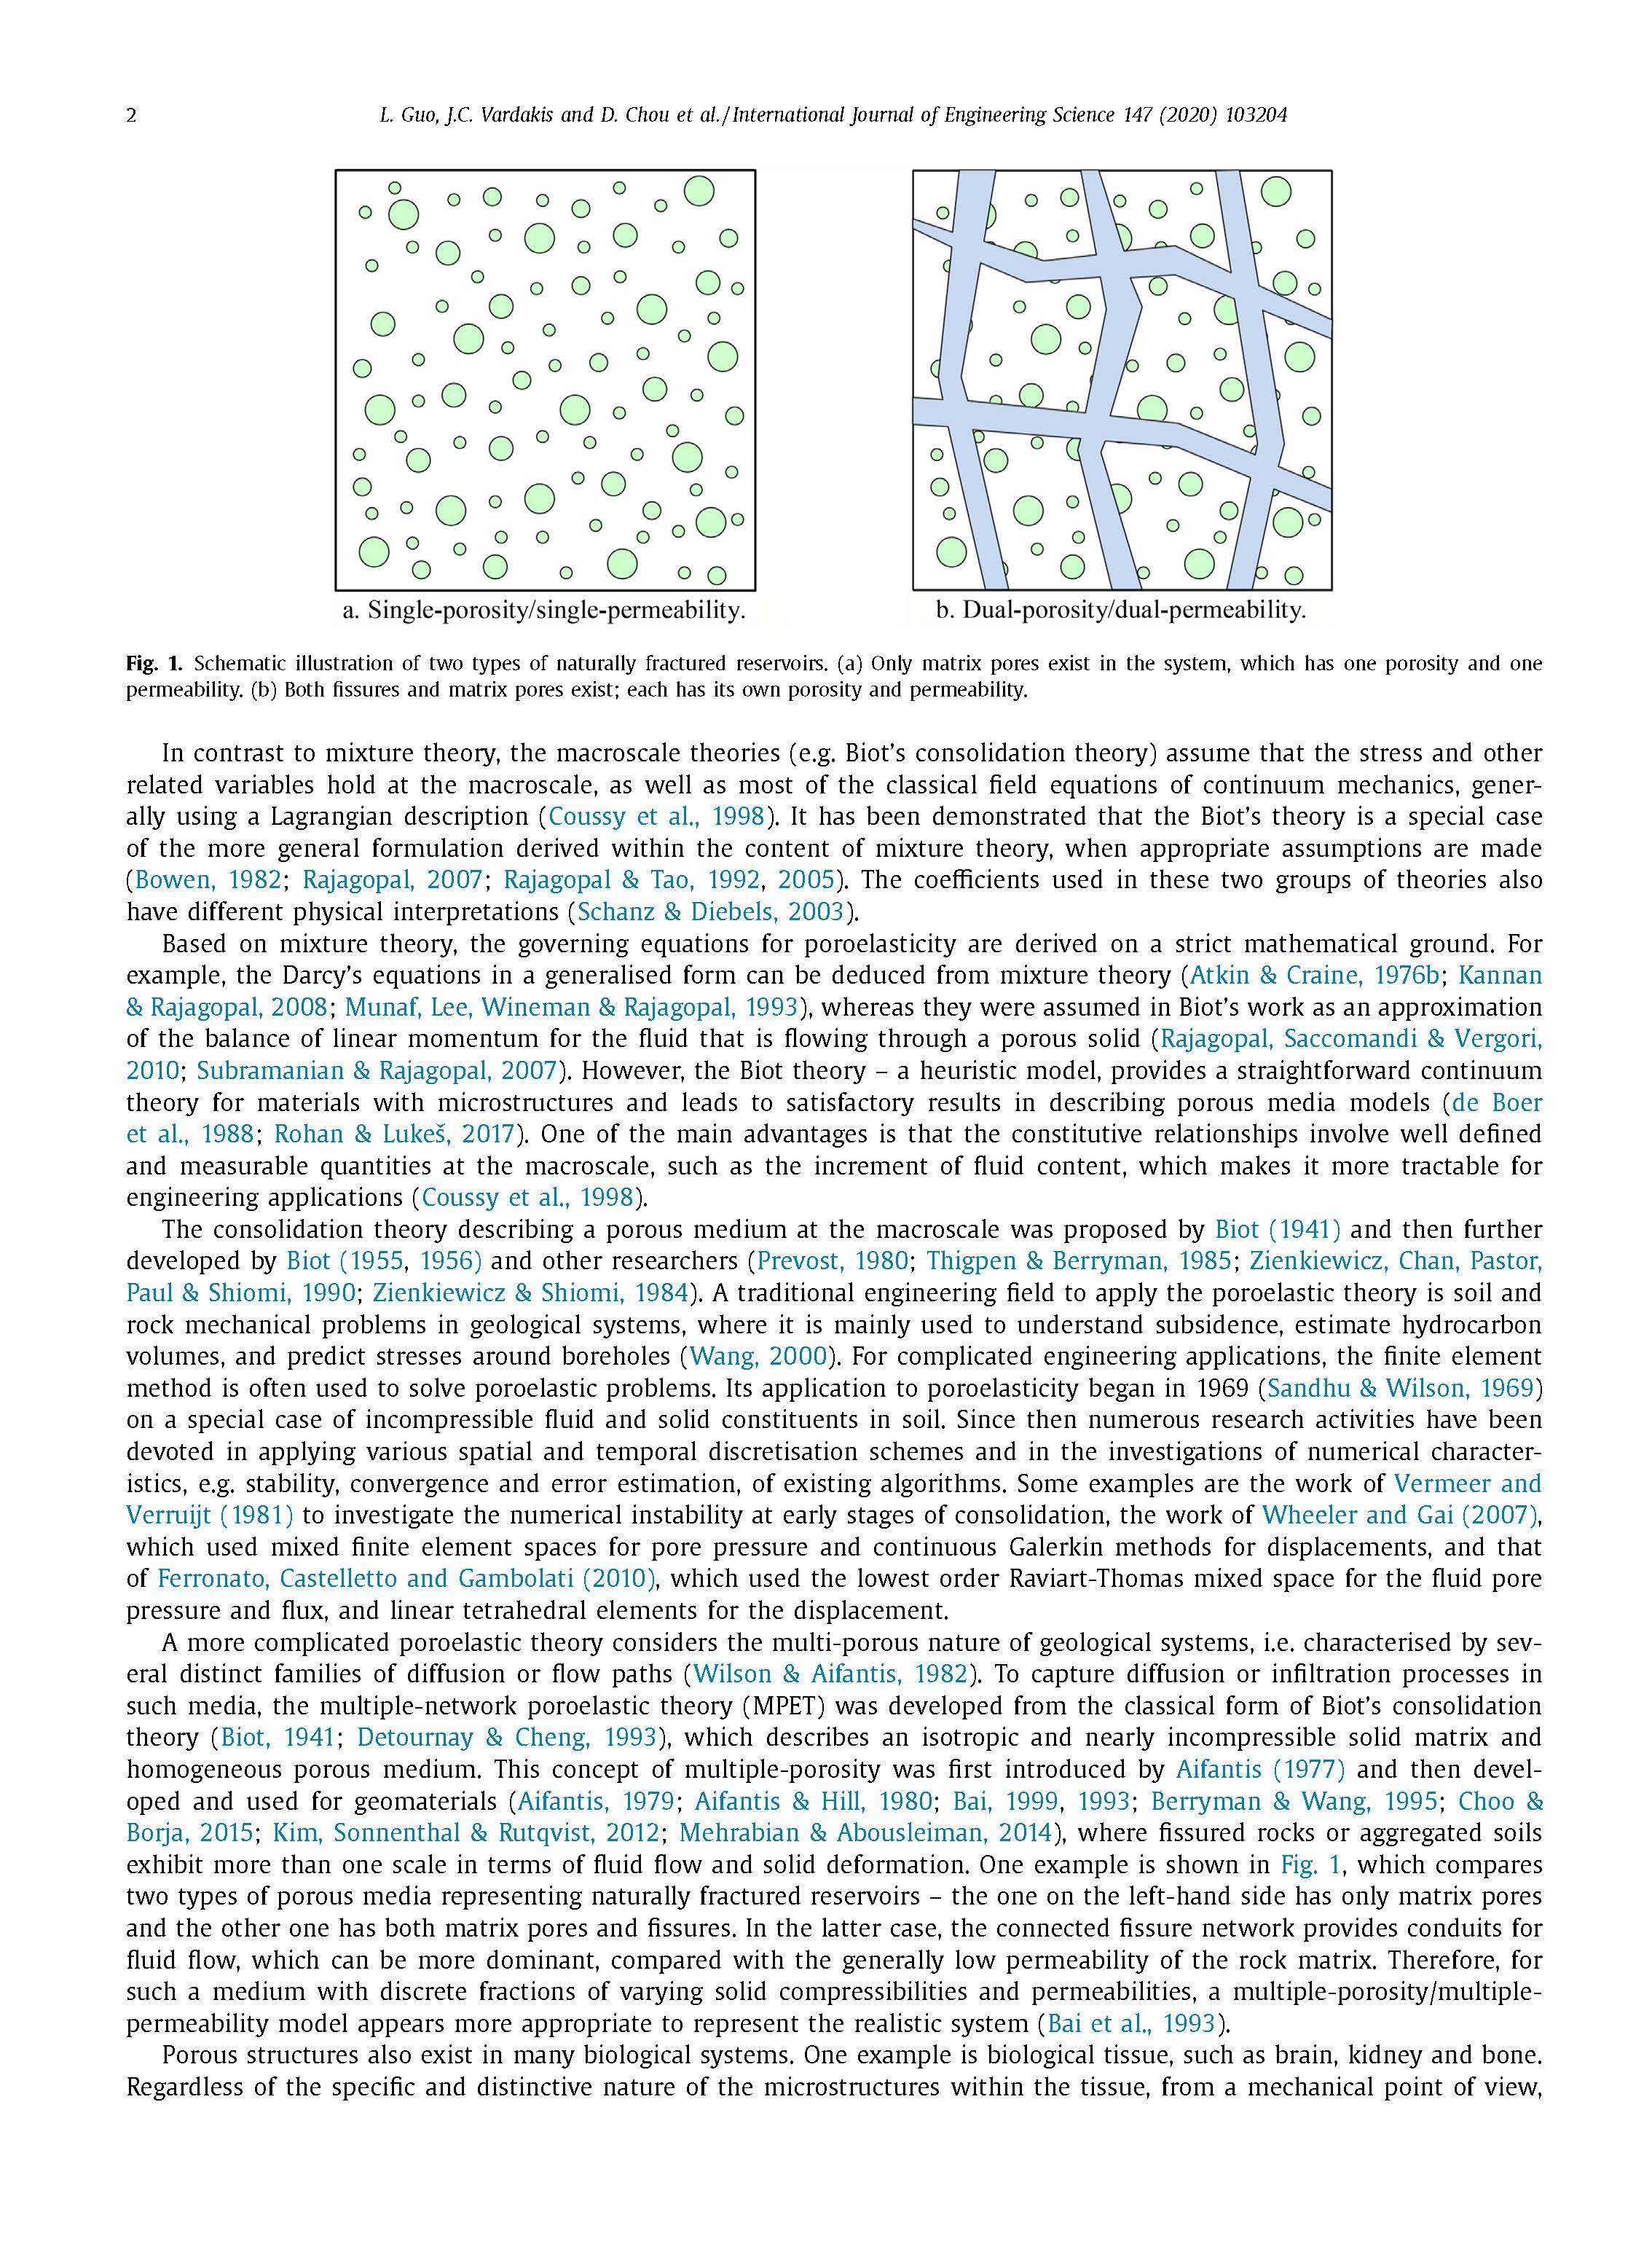 2
L. Guo, J.C. Vardakis and D. Chou et al. / International Journal of Engineering Science 147 (2020) 103204
a. Single-porosity/single-permeability.
b. Dual-porosity/dual-permeability.
Fig. 1. Schematic illustration of two types of naturally fractured reservoirs. (a) Only matrix pores exist in the system, which has one porosity and one
permeability. (b) Both fissures and matrix pores exist; each has its own porosity and permeability.
In contrast to mixture theory, the macroscale theories (e.g. Biot's consolidation theory) assume that the stress and other
related variables hold at the macroscale, as well as most of the classical field equations of continuum mechanics, gener-
ally using a Lagrangian description (Coussy et al., 1998). It has been demonstrated that the Biot's theory is a special case
of the more general formulation derived within the content of mixture theory, when appropriate assumptions are made
(Bowen, 1982; Rajagopal, 2007; Rajagopal & Tao, 1992, 2005). The coefficients used in these two groups of theories also
have different physical interpretations (Schanz & Diebels, 2003).
Based on mixture theory, the governing equations for poroelasticity are derived on a strict mathematical ground. For
example, the Darcy's equations in a generalised form can be deduced from mixture theory (Atkin & Craine, 1976b; Kannan
& Rajagopal, 2008; Munaf, Lee, Wineman & Rajagopal, 1993), whereas they were assumed in Biot's work as an approximation
of the balance of linear momentum for the fluid that is flowing through a porous solid (Rajagopal, Saccomandi & Vergori,
2010; Subramanian & Rajagopal, 2007). However, the Biot theory – a heuristic model, provides a straightforward continuum
theory for materials with microstructures and leads to satisfactory results in describing porous media models (de Boer
et al., 1988; Rohan & Lukeš, 2017). One of the main advantages is that the constitutive relationships involve well defined
and measurable quantities at the macroscale, such as the increment of fluid content, which makes it more tractable for
engineering applications (Coussy et al., 1998).
The consolidation theory describing a porous medium at the macroscale was proposed by Biot (1941) and then further
developed by Biot (1955, 1956) and other researchers (Prevost, 1980; Thigpen & Berryman, 1985; Zienkiewicz, Chan, Pastor,
Paul & Shiomi, 1990; Zienkiewicz & Shiomi, 1984). A traditional engineering field to apply the poroelastic theory is soil and
rock mechanical problems in geological systems, where it is mainly used to understand subsidence, estimate hydrocarbon
volumes, and predict stresses around boreholes (Wang, 2000). For complicated engineering applications, the finite element
method is often used to solve poroelastic problems. Its application to poroelasticity began in 1969 (Sandhu & Wilson, 1969)
on a special case of incompressible fluid and solid constituents in soil. Since then numerous research activities have been
devoted in applying various spatial and temporal discretisation schemes and in the investigations of numerical character-
istics, e.g. stability, convergence and error estimation, of existing algorithms. Some examples are the work of Vermeer and
Verruijt (1981) to investigate the numerical instability at early stages of consolidation, the work of Wheeler and Gai (2007),
which used mixed finite element spaces for pore pressure and continuous Galerkin methods for displacements, and that
of Ferronato, Castelletto and Gambolati (2010), which used the lowest order Raviart-Thomas mixed space for the fluid pore
pressure and flux, and linear tetrahedral elements for the displacement.
A more complicated poroelastic theory considers the multi-porous nature of geological systems, i.e. characterised by sev-
eral distinct families of diffusion or flow paths (Wilson & Aifantis, 1982). To capture diffusion or infiltration processes in
such media, the multiple-network poroelastic theory (MPET) was developed from the classical form of Biot's consolidation
theory (Biot, 1941; Detournay & Cheng, 1993), which describes an isotropic and nearly incompressible solid matrix and
homogeneous porous medium. This concept of multiple-porosity was first introduced by Aifantis (1977) and then devel-
oped and used for geomaterials (Aifantis, 1979; Aifantis & Hill, 1980; Bai, 1999, 1993; Berryman & Wang, 1995; Choo &
Borja, 2015; Kim, Sonnenthal & Rutqvist, 2012; Mehrabian & Abousleiman, 2014), where fissured rocks or aggregated soils
exhibit more than one scale in terms of fluid flow and solid deformation. One example is shown in Fig. 1, which compares
two types of porous media representing naturally fractured reservoirs – the one on the left-hand side has only matrix pores
and the other one has both matrix pores and fissures. In the latter case, the connected fissure network provides conduits for
fluid flow, which can be more dominant, compared with the generally low permeability of the rock matrix. Therefore, for
such a medium with discrete fractions of varying solid compressibilities and permeabilities, a multiple-porosity/multiple-
permeability model appears more appropriate to represent the realistic system (Bai et al., 1993).
Porous structures also exist in many biological systems. One example is biological tissue, such as brain, kidney and bone.
Regardless of the specific and distinctive nature of the microstructures within the tissue, from a mechanical point of view,